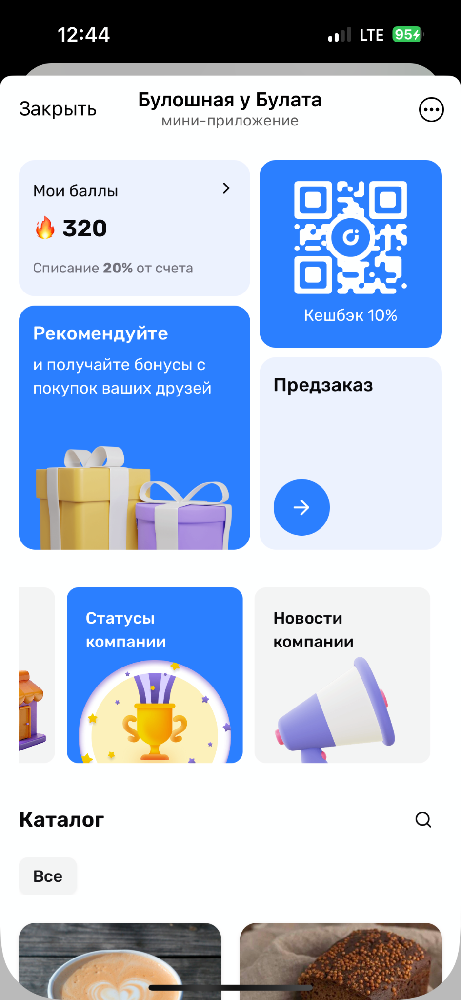 12:44
LTE
95
Закрыть
Булошная у Булата
мини-приложение
Мои баллы
320
Списание 20% от счета
Кешбэк 10%
Рекомендуйте
и получайте бонусы с
покупок ваших друзей
Предзаказ
Статусы
компании
Новости
компании
Каталог
Все